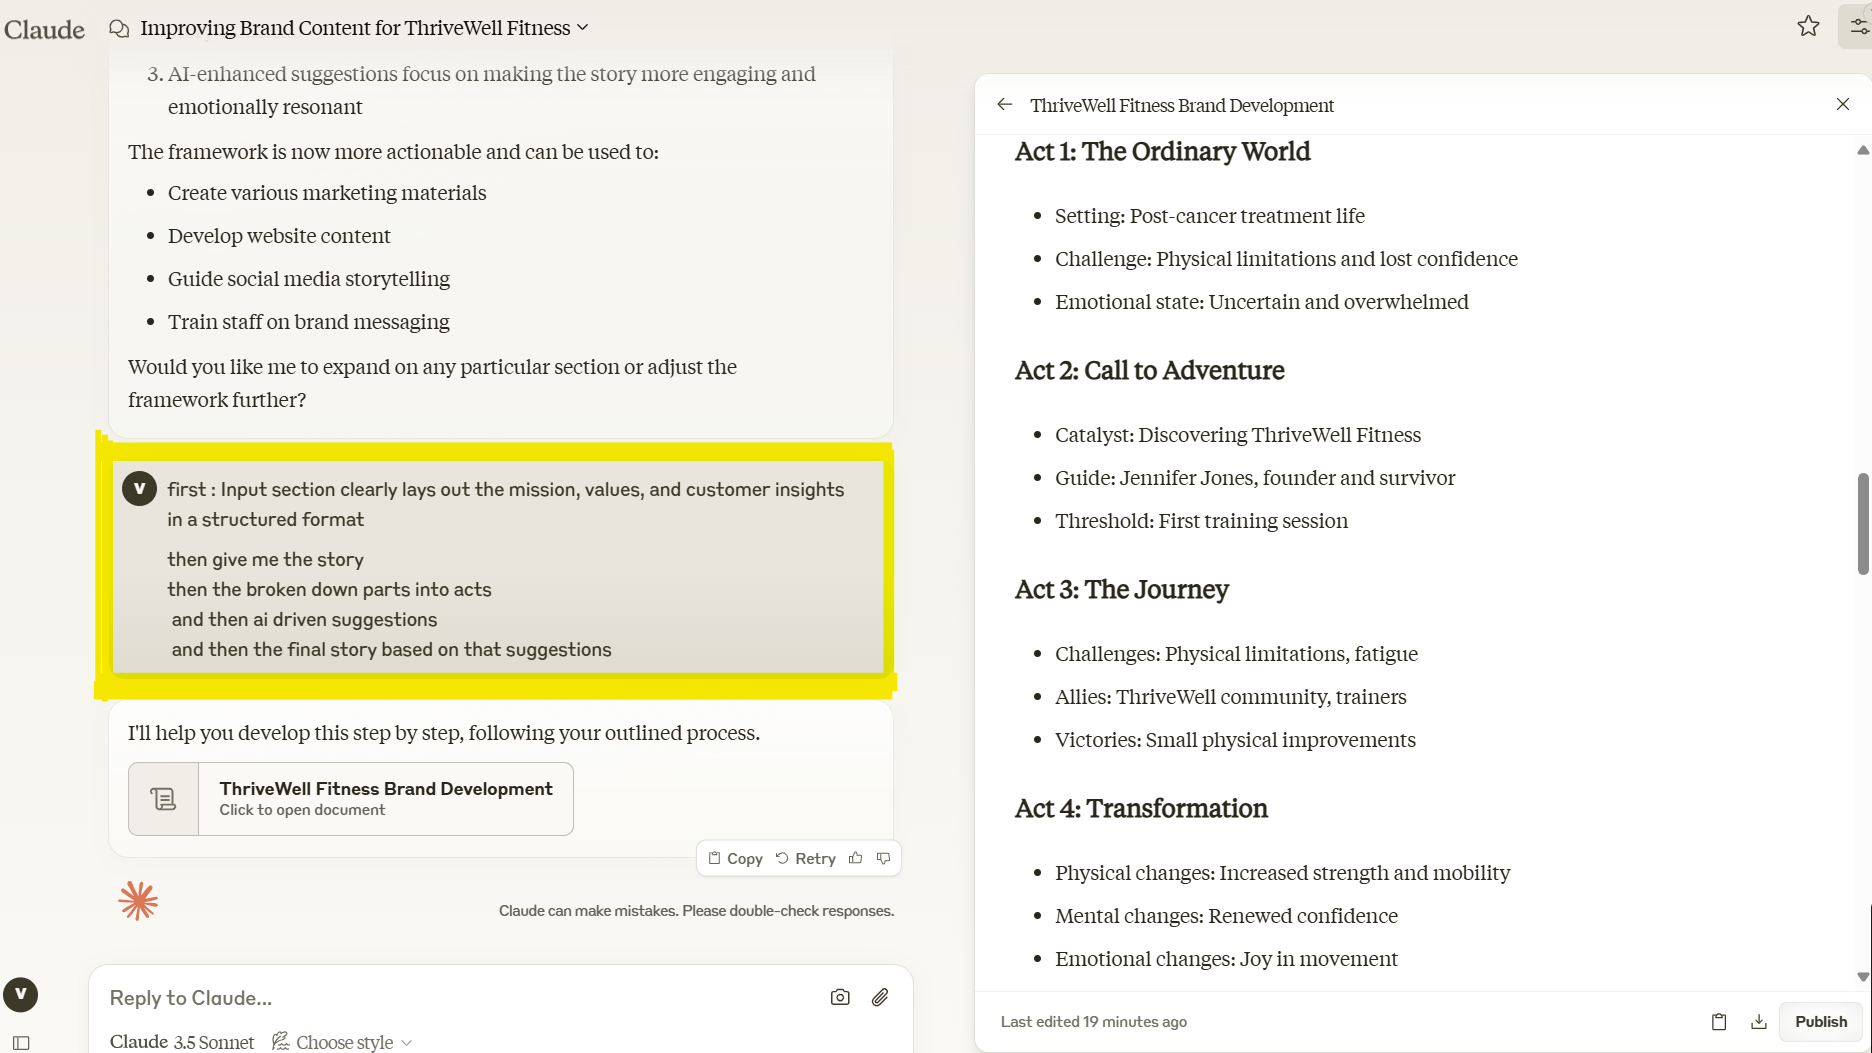 Claude
Improving Brand Content for ThriveWell Fitness
3. AI-enhanced suggestions focus on making the story more engaging and
emotionally resonant
The framework is now more actionable and can be used to:
• Create various marketing materials
• Develop website content
• Guide social media storytelling
• Train staff on brand messaging
Would you like me to expand on any particular section or adjust the
framework further?
V
first : Input section clearly lays out the mission, values, and customer insights
in a structured format
then give me the story
then the broken down parts into acts
and then ai driven suggestions
and then the final story based on that suggestions
I'll help you develop this step by step, following your outlined process.
ThriveWell Fitness Brand Development
Click to open document
Copy Retry
Claude can make mistakes. Please double-check responses.
V
Reply to Claude...
Claude 3.5 Sonnet Choose style
ThriveWell Fitness Brand Development
Act 1: The Ordinary World
• Setting: Post-cancer treatment life
• Challenge: Physical limitations and lost confidence
• Emotional state: Uncertain and overwhelmed
Act 2: Call to Adventure
• Catalyst: Discovering ThriveWell Fitness
• Guide: Jennifer Jones, founder and survivor
• Threshold: First training session
Act 3: The Journey
• Challenges: Physical limitations, fatigue
• Allies: ThriveWell community, trainers
• Victories: Small physical improvements
Act 4: Transformation
• Physical changes: Increased strength and mobility
• Mental changes: Renewed confidence
• Emotional changes: Joy in movement
Last edited 19 minutes ago
Publish